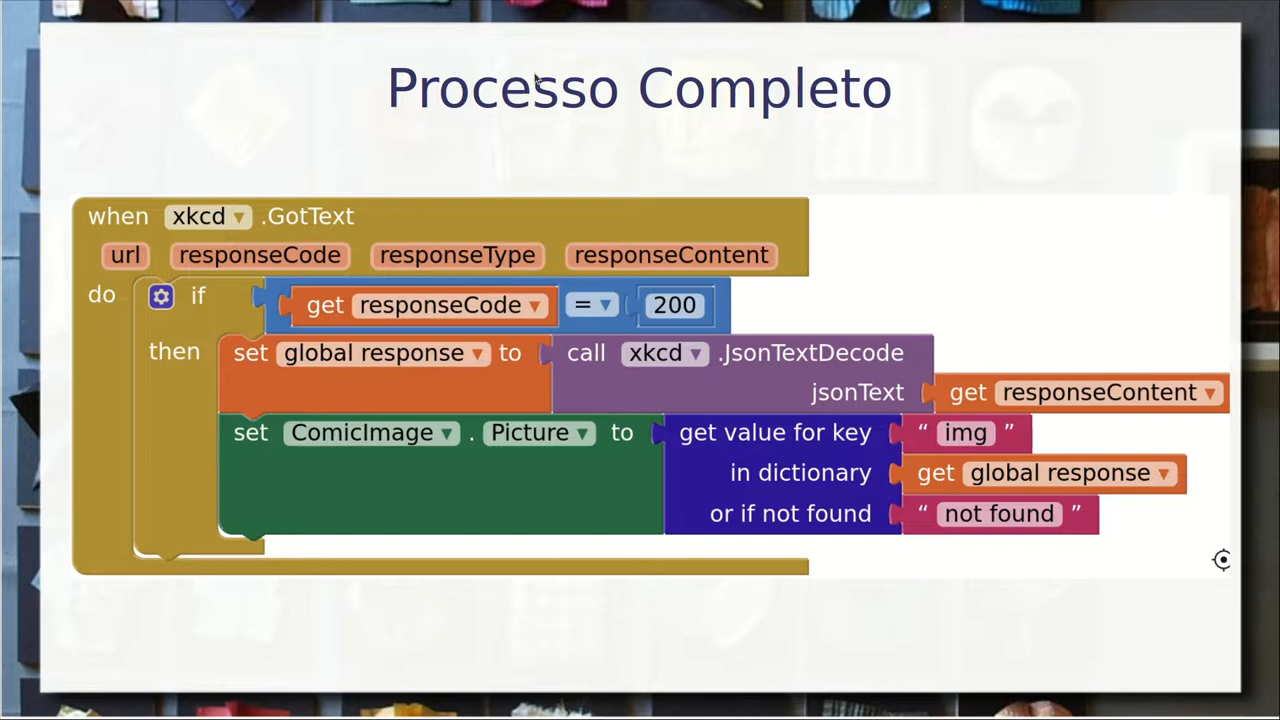 Processo Completo
when xkcd .GotText
url responseCode responseType responseContent
do if get responseCode = 200
then set global response to call xkcd .JsonTextDecode
jsonText get responseContent
set ComicImage . Picture to get value for key “ img ”
in dictionary get global response
or if not found “ not found ”